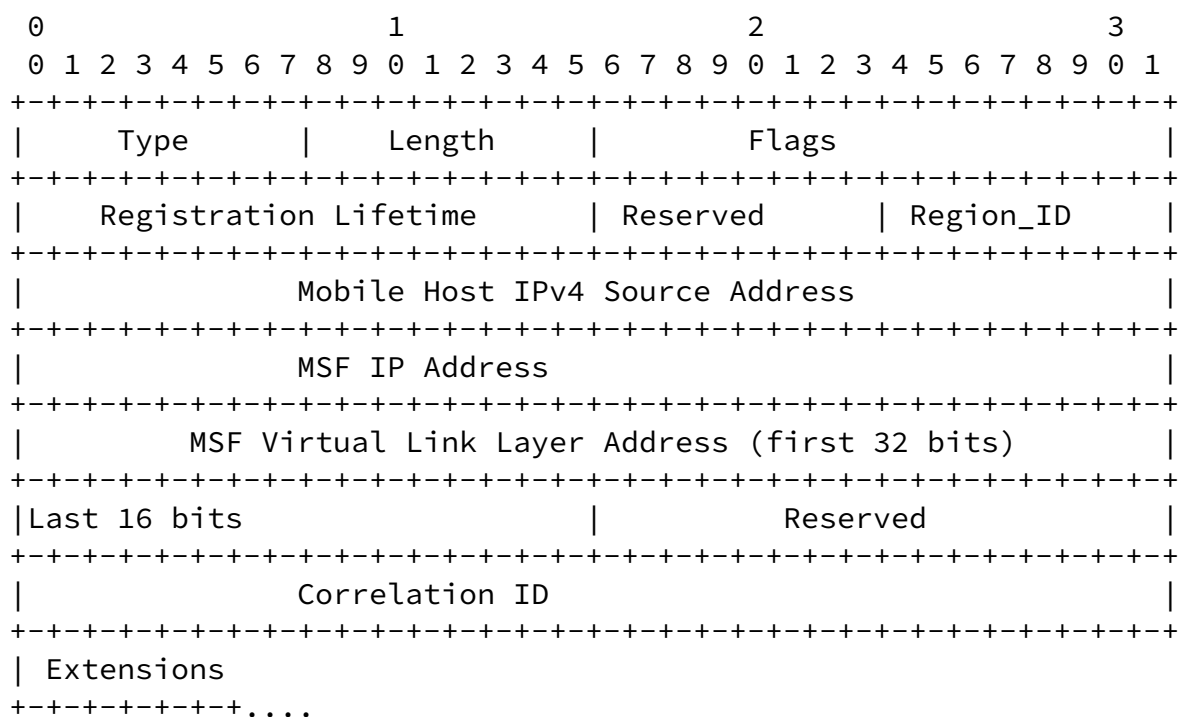 0                   1                   2                   3
 0 1 2 3 4 5 6 7 8 9 0 1 2 3 4 5 6 7 8 9 0 1 2 3 4 5 6 7 8 9 0 1
+-+-+-+-+-+-+-+-+-+-+-+-+-+-+-+-+-+-+-+-+-+-+-+-+-+-+-+-+-+-+-+-+
|     Type      |    Length     |        Flags                  |
+-+-+-+-+-+-+-+-+-+-+-+-+-+-+-+-+-+-+-+-+-+-+-+-+-+-+-+-+-+-+-+-+
|    Registration Lifetime      | Reserved      | Region_ID     |
+-+-+-+-+-+-+-+-+-+-+-+-+-+-+-+-+-+-+-+-+-+-+-+-+-+-+-+-+-+-+-+-+
|               Mobile Host IPv4 Source Address                 |
+-+-+-+-+-+-+-+-+-+-+-+-+-+-+-+-+-+-+-+-+-+-+-+-+-+-+-+-+-+-+-+-+
|               MSF IP Address                                  |
+-+-+-+-+-+-+-+-+-+-+-+-+-+-+-+-+-+-+-+-+-+-+-+-+-+-+-+-+-+-+-+-+
|         MSF Virtual Link Layer Address (first 32 bits)        |
+-+-+-+-+-+-+-+-+-+-+-+-+-+-+-+-+-+-+-+-+-+-+-+-+-+-+-+-+-+-+-+-+
|Last 16 bits                   |          Reserved             |
+-+-+-+-+-+-+-+-+-+-+-+-+-+-+-+-+-+-+-+-+-+-+-+-+-+-+-+-+-+-+-+-+
|               Correlation ID                                  |
+-+-+-+-+-+-+-+-+-+-+-+-+-+-+-+-+-+-+-+-+-+-+-+-+-+-+-+-+-+-+-+-+
| Extensions
+-+-+-+-+-+-+....